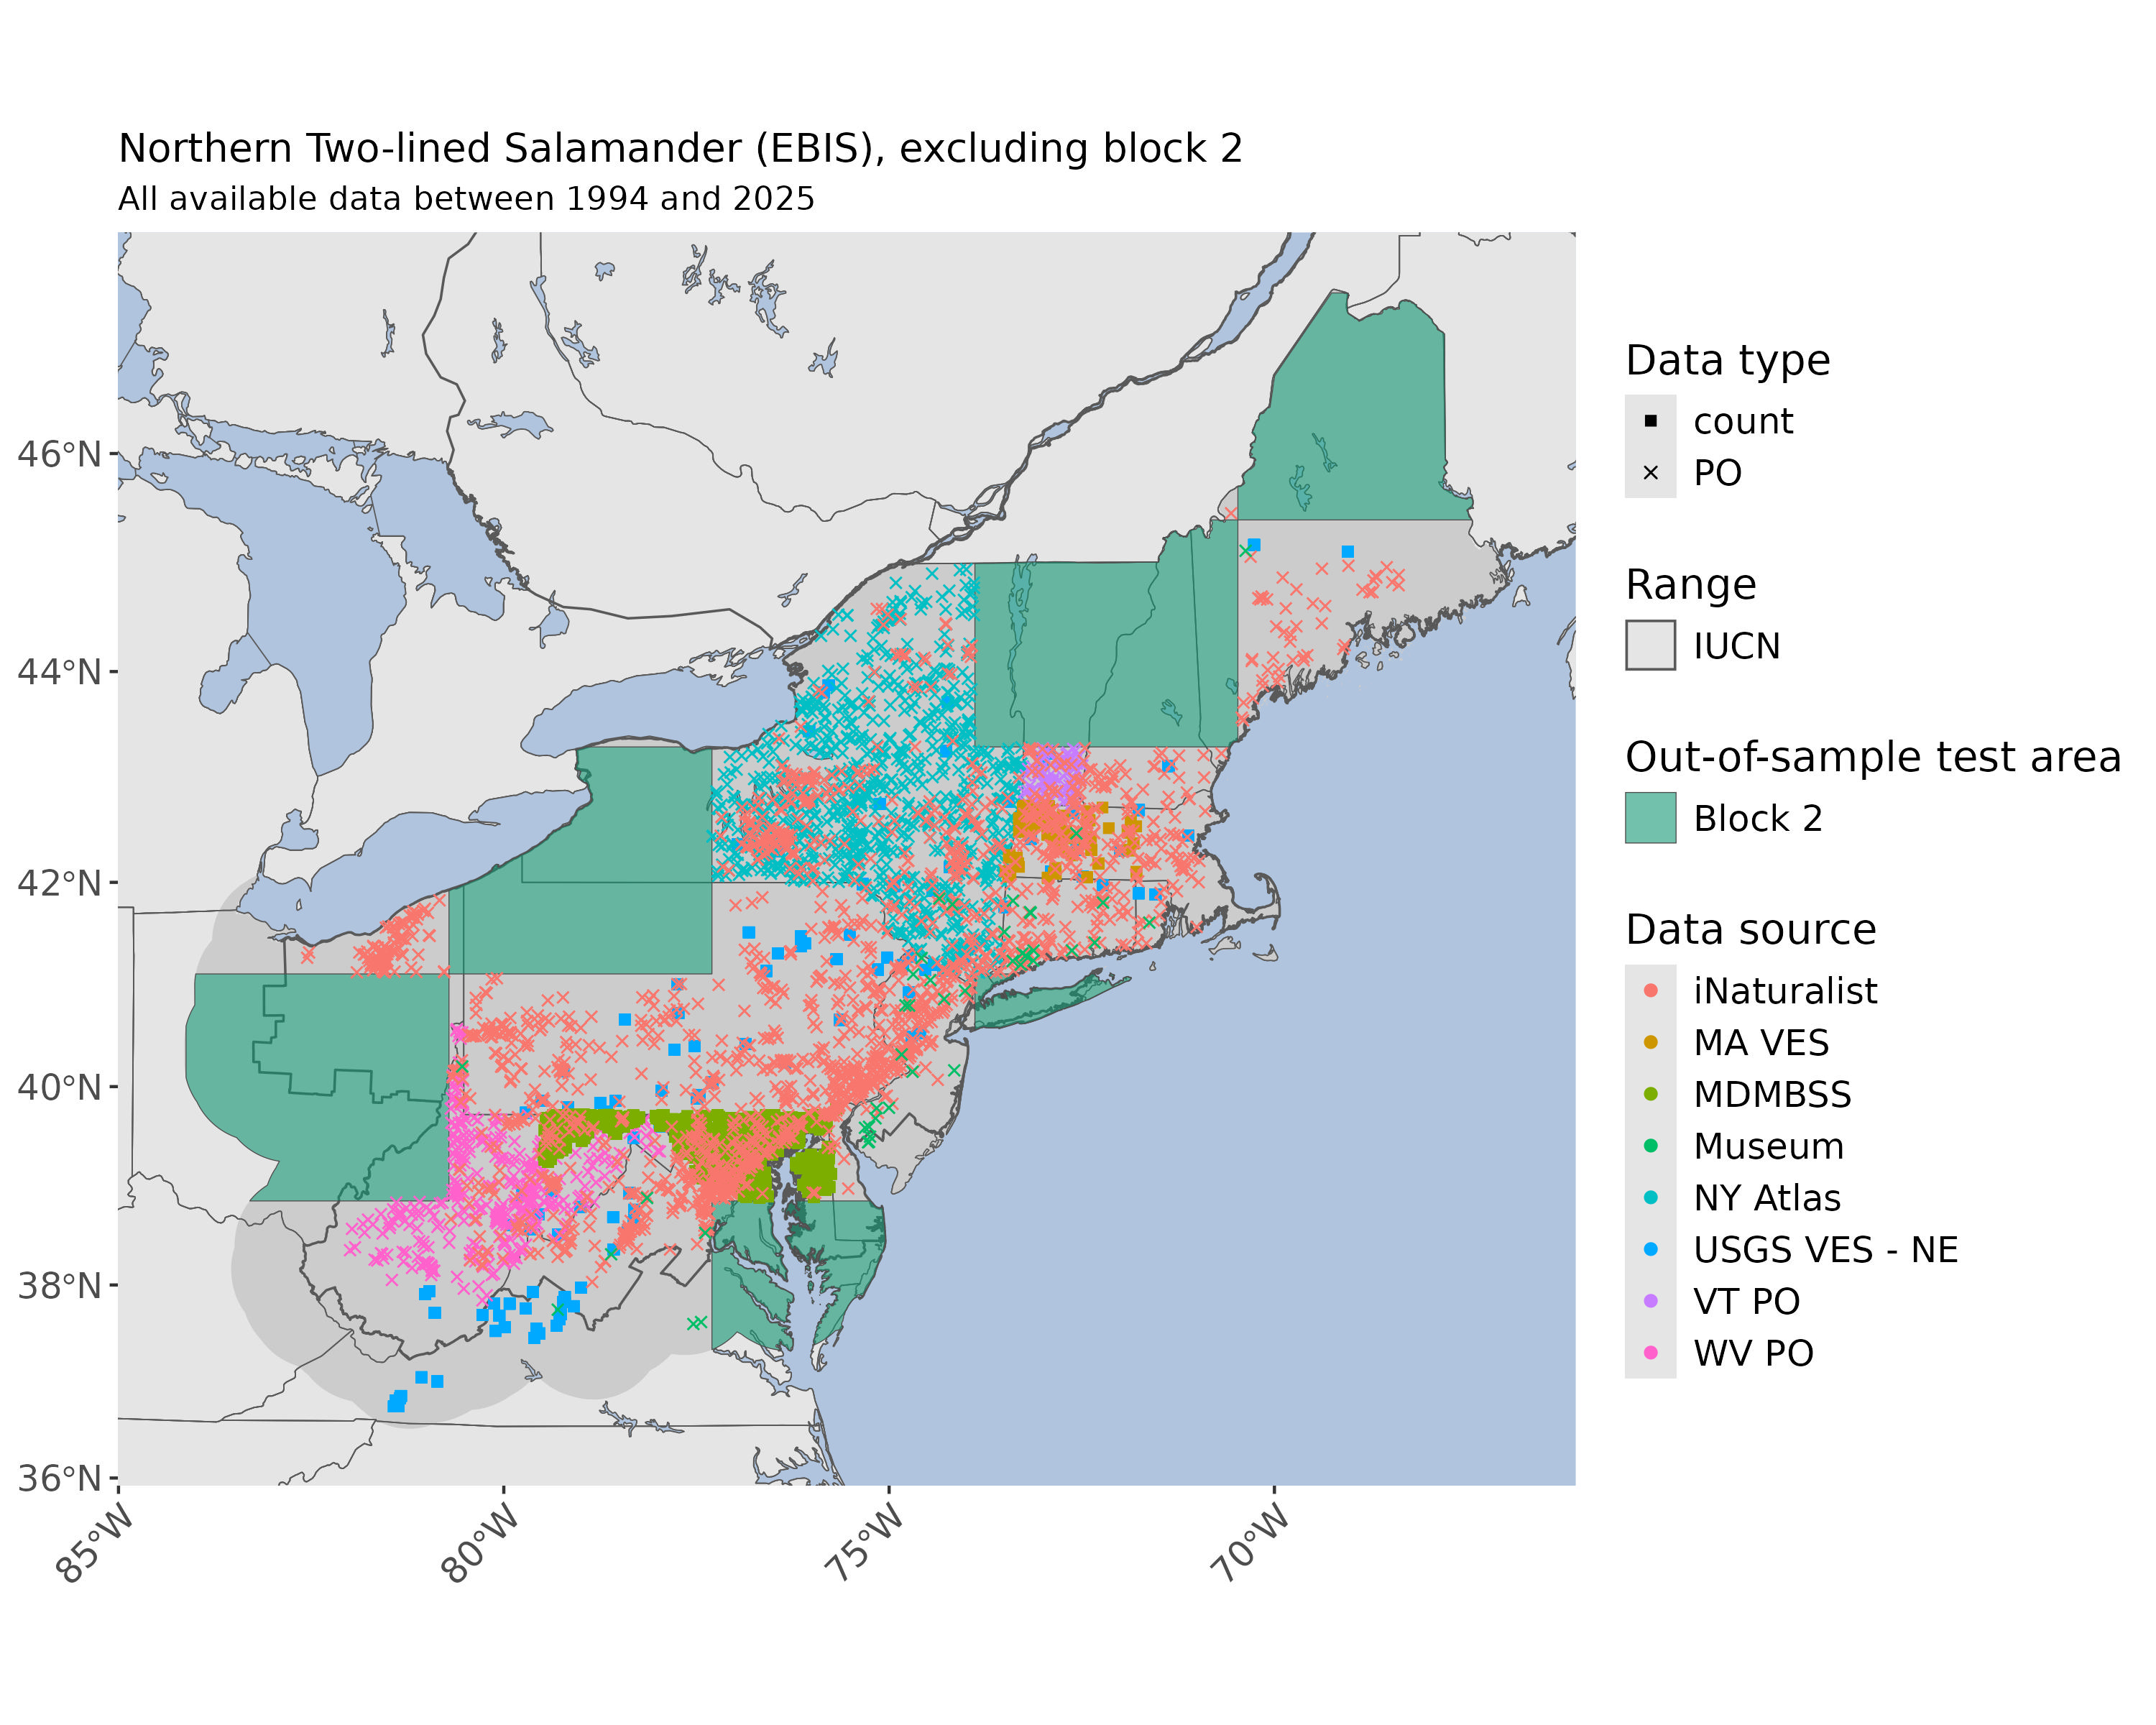 Northern Two-lined Salamander (EBIS), excluding block 2
All available data between 1994 and 2025
46°N
44°N
42°N
40°N
38°N
36°N
85°W
80°W
75°W
70°W
Data type
count
PO
Range
IUCN
Out-of-sample test area
Block 2
Data source
iNaturalist
MA VES
MDMBSS
Museum
NY Atlas
USGS VES - NE
VT PO
WV PO